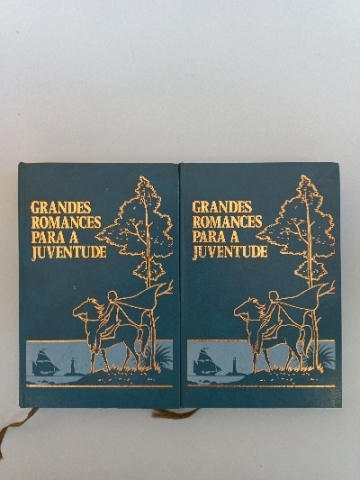 GRANDES
ROMANCES
PARA A
JUVENTUDE
GRANDES
ROMANCES
PARA A
JUVENTUDE